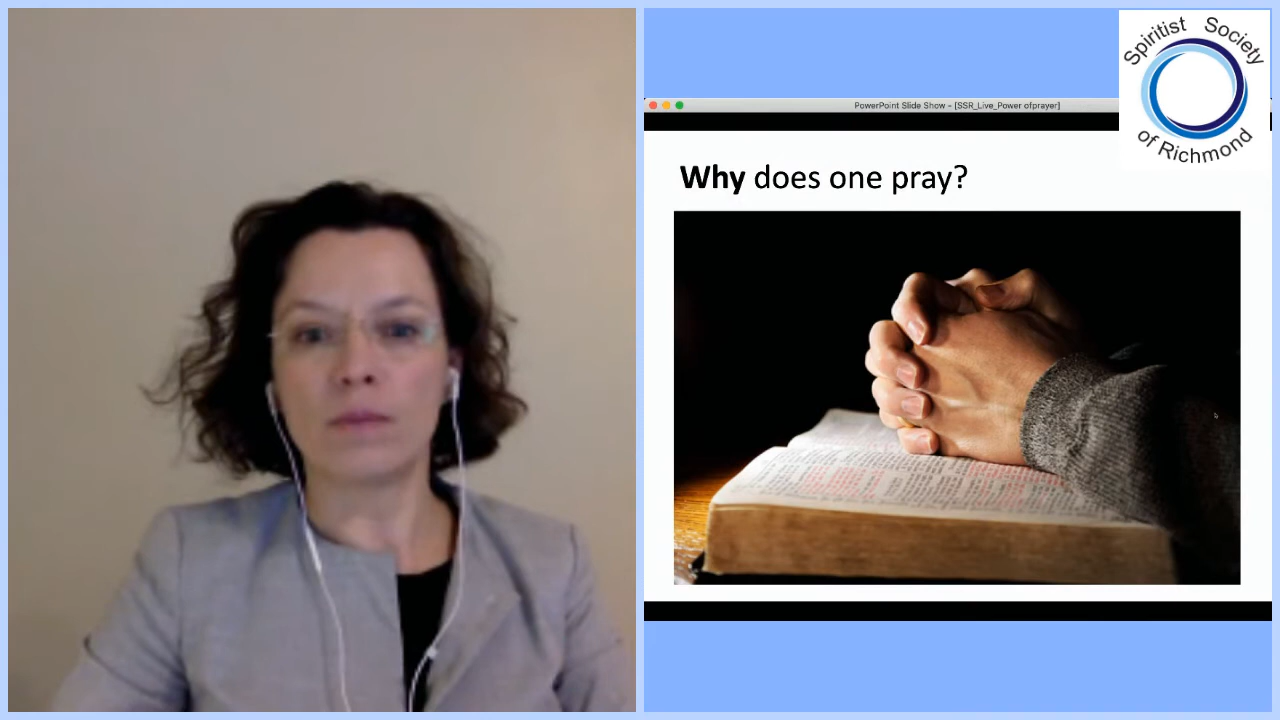 Spiritist Society
of Richmond
PowerPoint Slide Show - [SSR_Live_Power ofprayer]
Why does one pray?